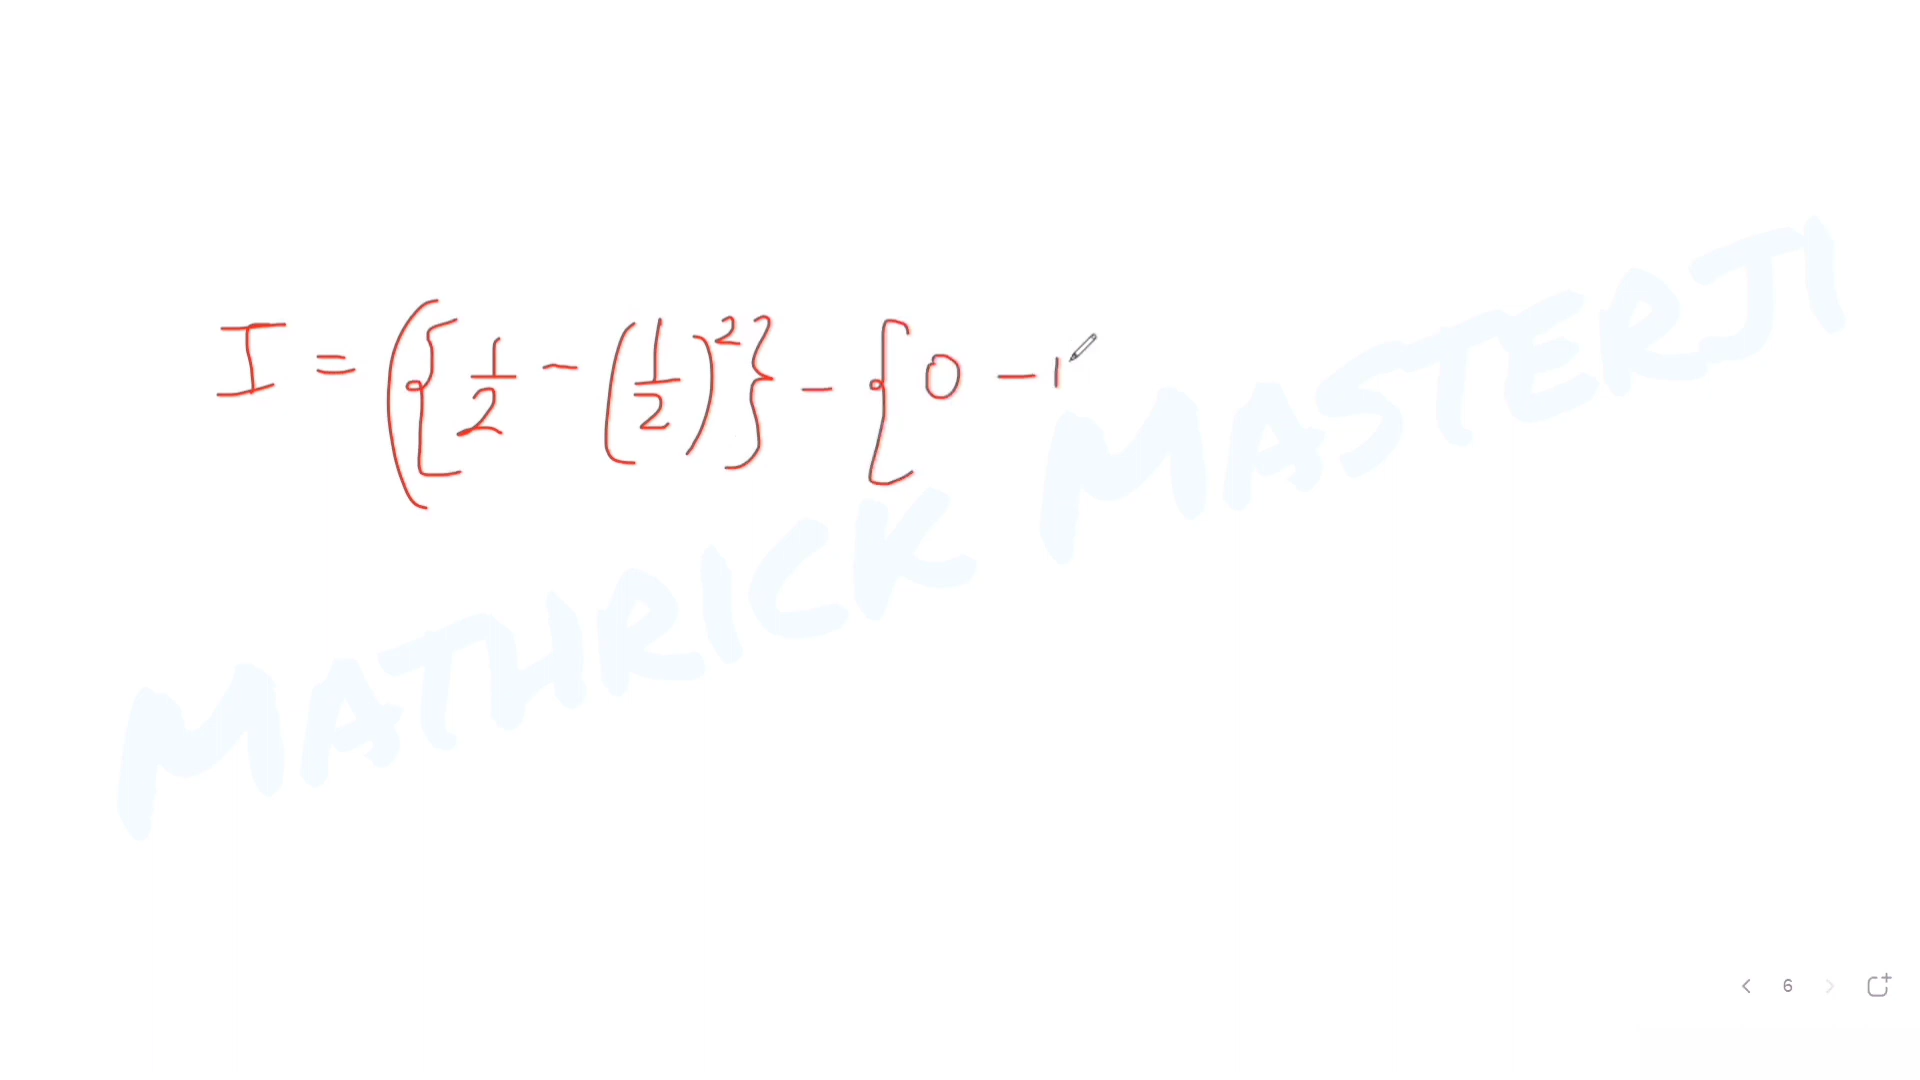 I = ({1/2 - (1/2)²} - {0 - 1
MATHRICK MASTERJI
< 6 >